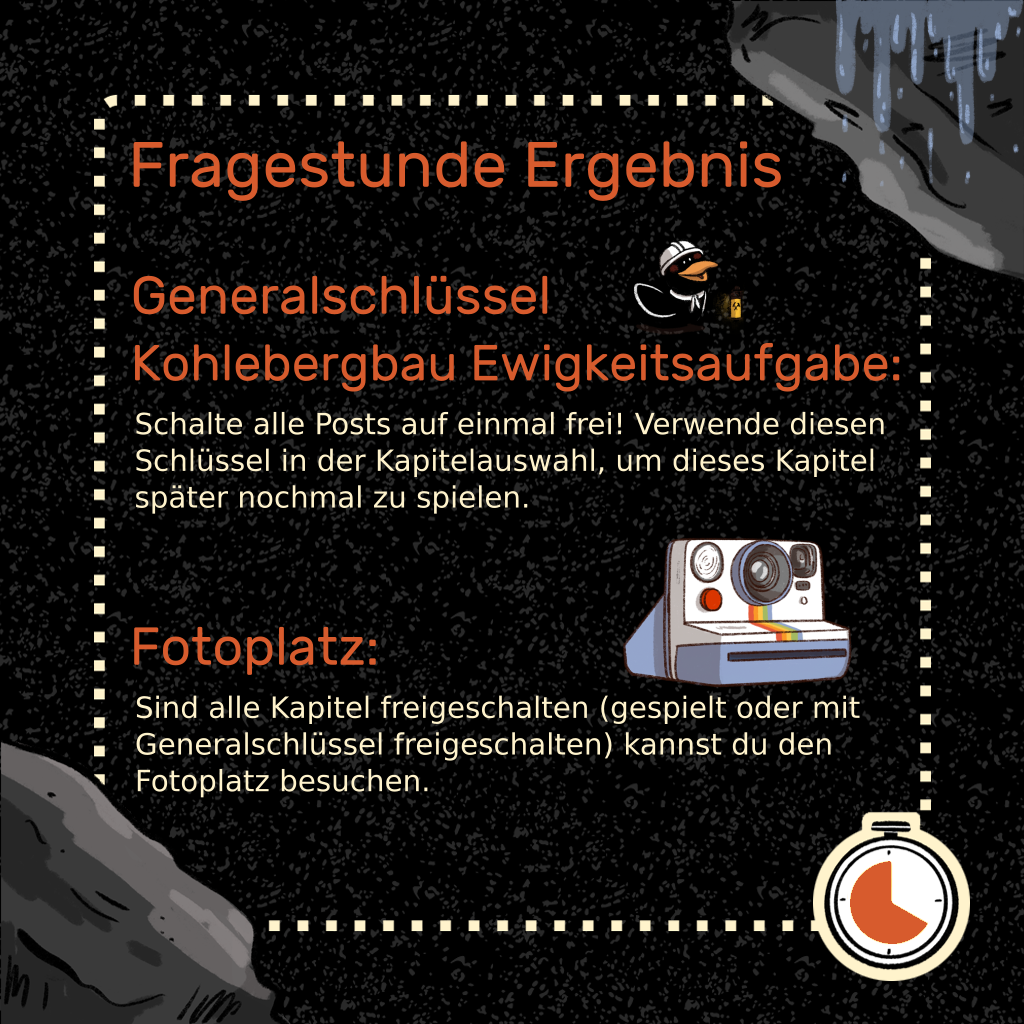 Fragestunde Ergebnis
Generalschlüssel
Kohlebergbau Ewigkeitsaufgabe:
Schalte alle Posts auf einmal frei! Verwende diesen
Schlüssel in der Kapitelauswahl, um dieses Kapitel
später nochmal zu spielen.
Fotoplatz:
Sind alle Kapitel freigeschalten (gespielt oder mit
Generalschlüssel freigeschalten) kannst du den
Fotoplatz besuchen.